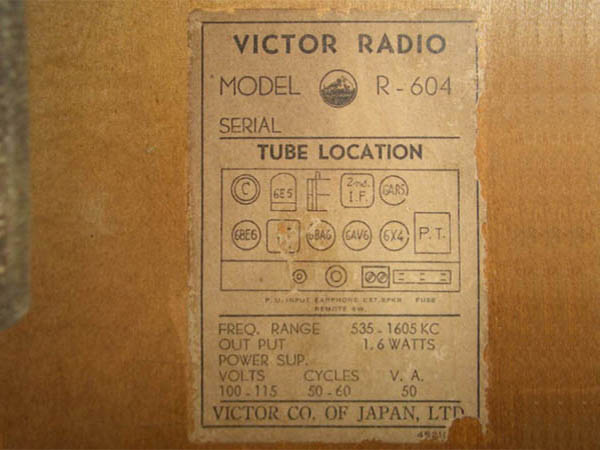 VICTOR RADIO
MODEL R-604
SERIAL
TUBE LOCATION
C 6E5 2nd. I.F. 6AR5
6BE6 6BA6 6AV6 6X4 P.T.
P.U. INPUT EARPHONE EXT. SPKR FUSE
REMOTE SW.
FREQ. RANGE 535 - 1605 KC
OUT PUT 1.6 WATTS
POWER SUP.
VOLTS CYCLES V. A.
100 - 115 50 - 60 50
VICTOR CO. OF JAPAN, LTD